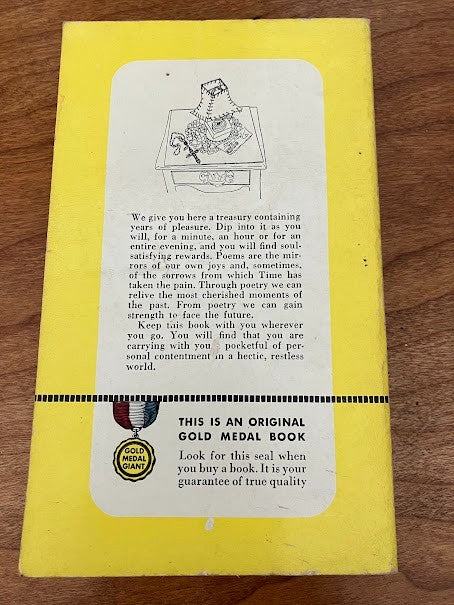 We give you here a treasury containing
years of pleasure. Dip into it as you
will, for a minute, an hour or for an
entire evening, and you will find soul-
satisfying rewards. Poems are the mir-
rors of our own joys and, sometimes,
of the sorrows from which Time has
taken the pain. Through poetry we can
relive the most cherished moments of
the past. From poetry we can gain
strength to face the future.
Keep this book with you wherever
you go. You will find that you are
carrying with you pocketful of per-
sonal contentment in a hectic, restless
world.
GOLD
MEDAL
GIANT
THIS IS AN ORIGINAL
GOLD MEDAL BOOK
Look for this seal when
you buy a book. It is your
guarantee of true quality